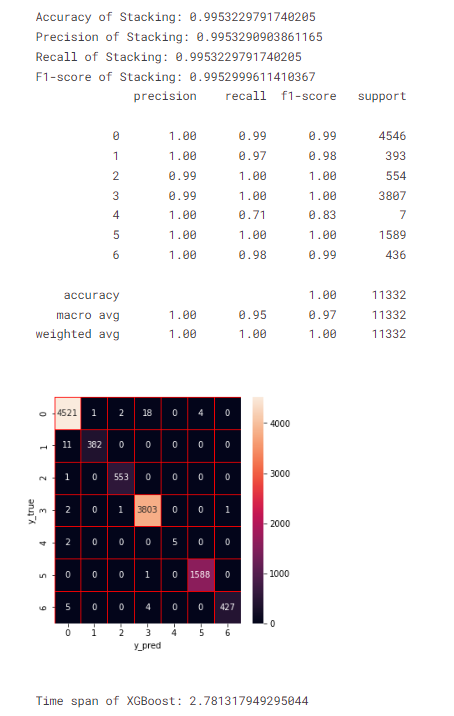 Accuracy of Stacking: 0.9953229791740205
Precision of Stacking: 0.9953290903861165
Recall of Stacking: 0.9953229791740205
F1-score of Stacking: 0.9952999611410367
precision recall f1-score support
0 1.00 0.99 0.99 4546
1 1.00 0.97 0.98 393
2 0.99 1.00 1.00 554
3 0.99 1.00 1.00 3807
4 1.00 0.71 0.83 7
5 1.00 1.00 1.00 1589
6 1.00 0.98 0.99 436
accuracy 1.00 11332
macro avg 1.00 0.95 0.97 11332
weighted avg 1.00 1.00 1.00 11332
0 4521 1 2 18 0 4 0
1 11 382 0 0 0 0 0
2 1 0 553 0 0 0 0
3 2 0 1 3803 0 0 1
4 2 0 0 0 5 0 0
5 0 0 0 1 0 1588 0
6 5 0 0 4 0 0 427
0 1 2 3 4 5 6
y_pred
y_true
4000
3000
2000
1000
0
Time span of XGBoost: 2.781317949295044